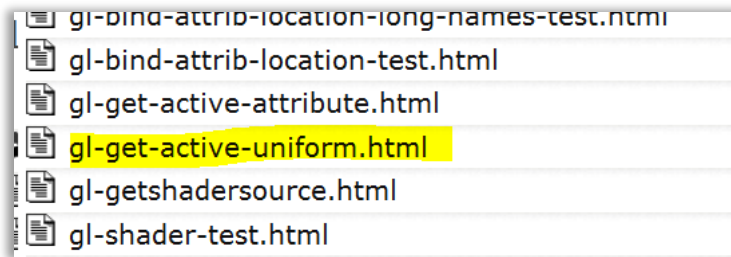 gl-bind-attrib-location-long-names-test.html
gl-bind-attrib-location-test.html
gl-get-active-attribute.html
gl-get-active-uniform.html
gl-getshadersource.html
gl-shader-test.html